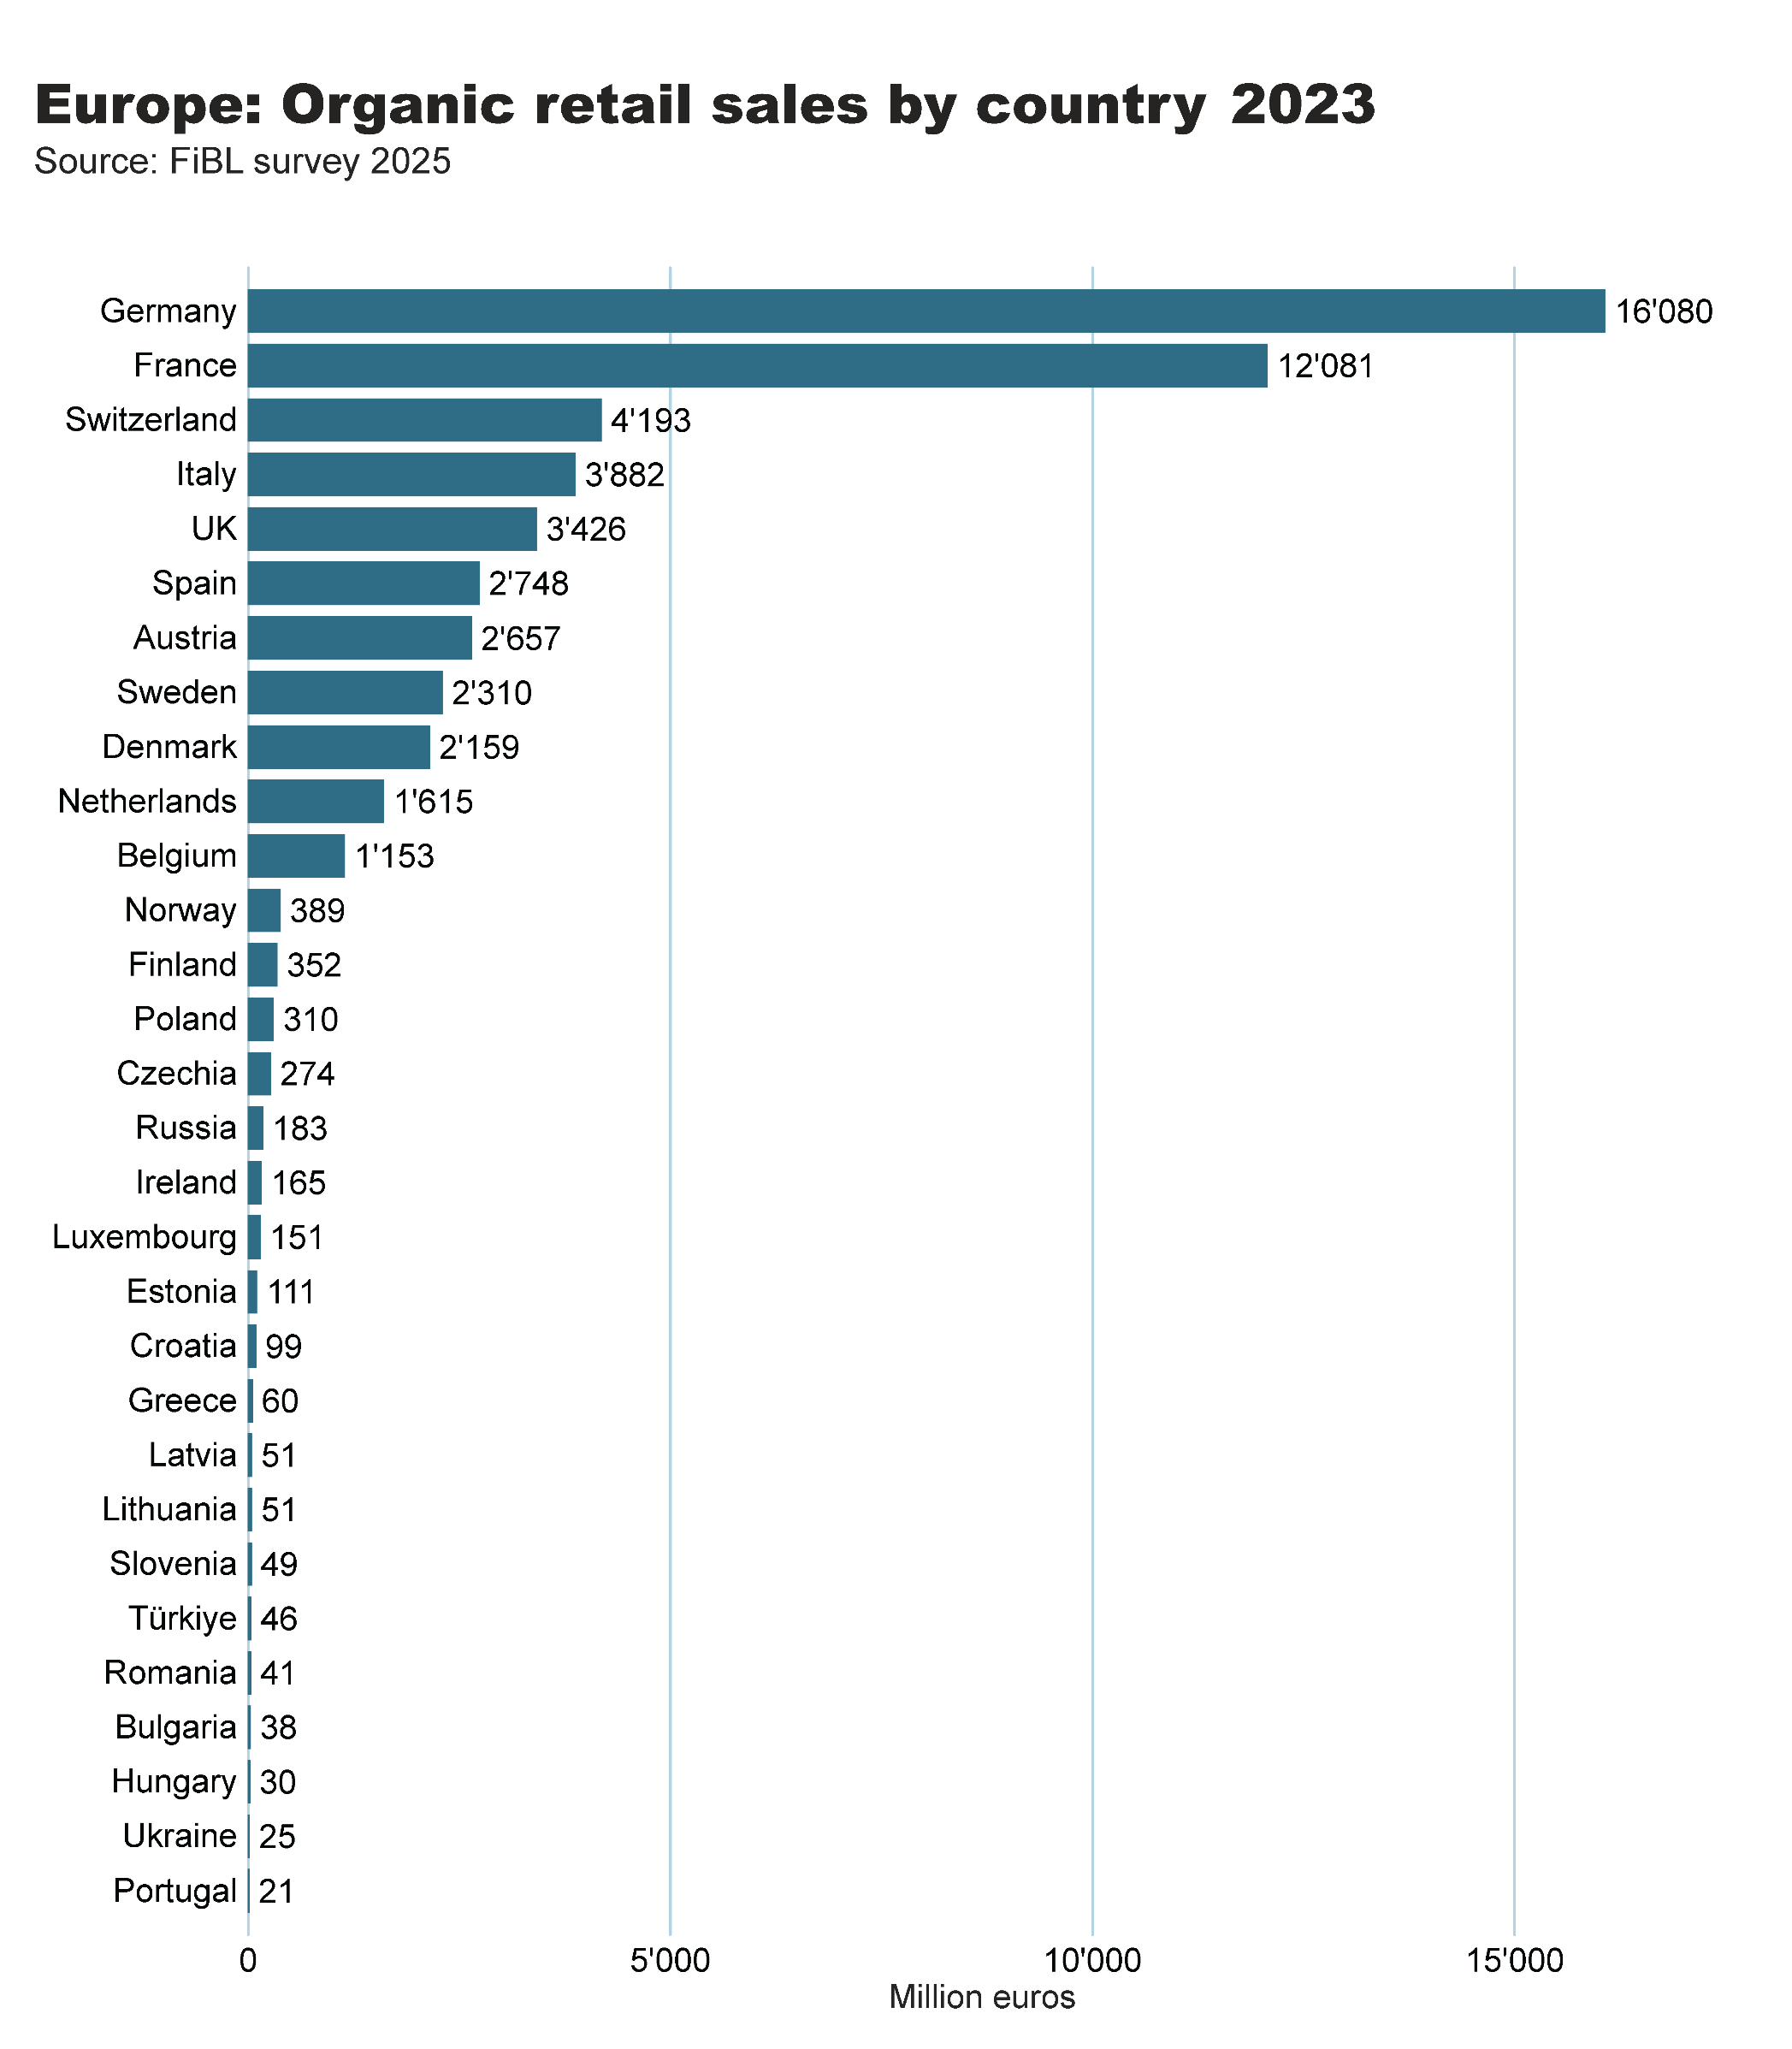 Europe: Organic retail sales by country 2023
Source: FiBL survey 2025
Germany 16'080
France 12'081
Switzerland 4'193
Italy 3'882
UK 3'426
Spain 2'748
Austria 2'657
Sweden 2'310
Denmark 2'159
Netherlands 1'615
Belgium 1'153
Norway 389
Finland 352
Poland 310
Czechia 274
Russia 183
Ireland 165
Luxembourg 151
Estonia 111
Croatia 99
Greece 60
Latvia 51
Lithuania 51
Slovenia 49
Türkiye 46
Romania 41
Bulgaria 38
Hungary 30
Ukraine 25
Portugal 21
0 5'000 10'000 15'000
Million euros